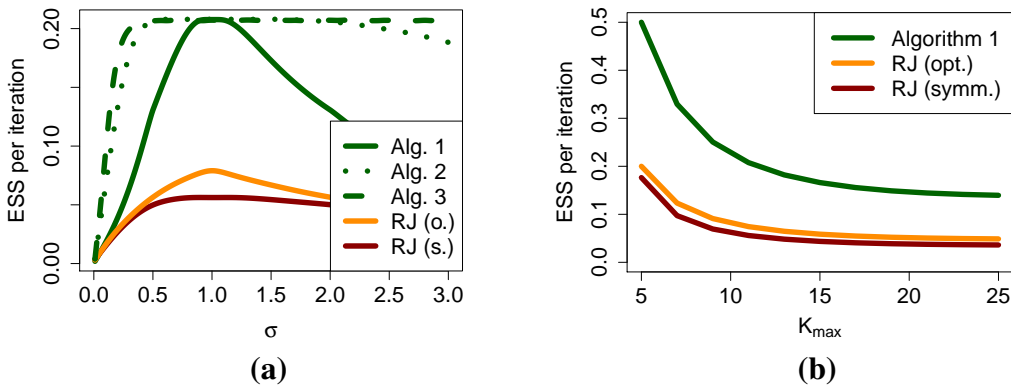 ESS per iteration
0.20
0.10
0.00
Alg. 1
Alg. 2
Alg. 3
RJ (o.)
RJ (s.)
0.0 0.5 1.0 1.5 2.0 2.5 3.0
σ
(a)
ESS per iteration
0.5
0.4
0.3
0.2
0.1
0.0
Algorithm 1
RJ (opt.)
RJ (symm.)
5 10 15 20 25
Kmax
(b)